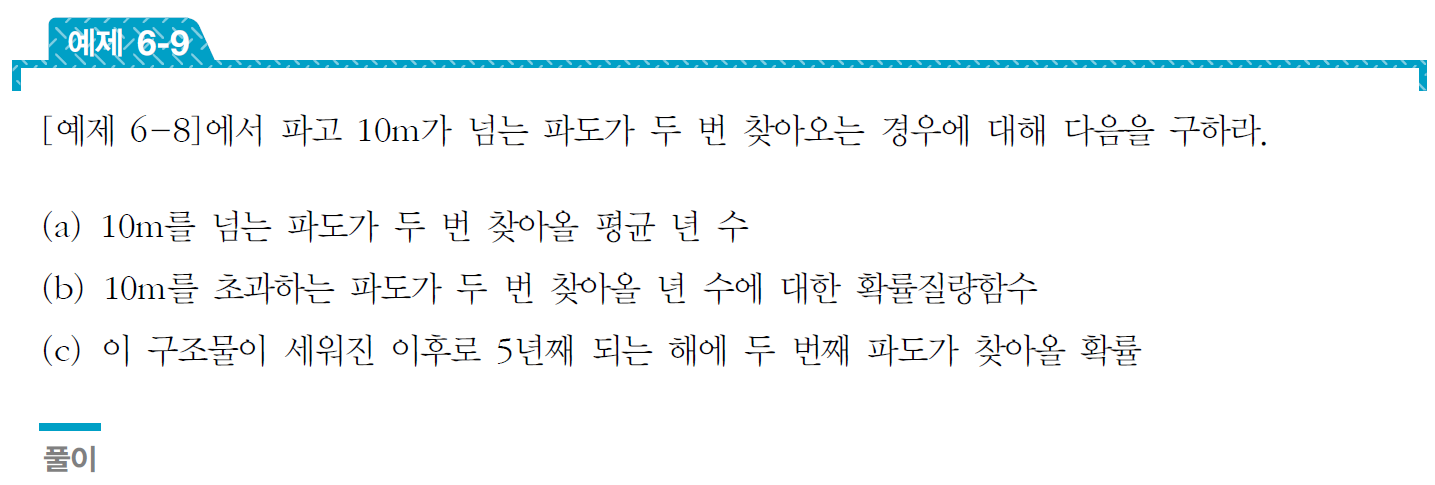 예제 6-9
[예제 6-8]에서 파고 10m가 넘는 파도가 두 번 찾아오는 경우에 대해 다음을 구하라.
(a) 10m를 넘는 파도가 두 번 찾아올 평균 년 수
(b) 10m를 초과하는 파도가 두 번 찾아올 년 수에 대한 확률질량함수
(c) 이 구조물이 세워진 이후로 5년째 되는 해에 두 번째 파도가 찾아올 확률
풀이